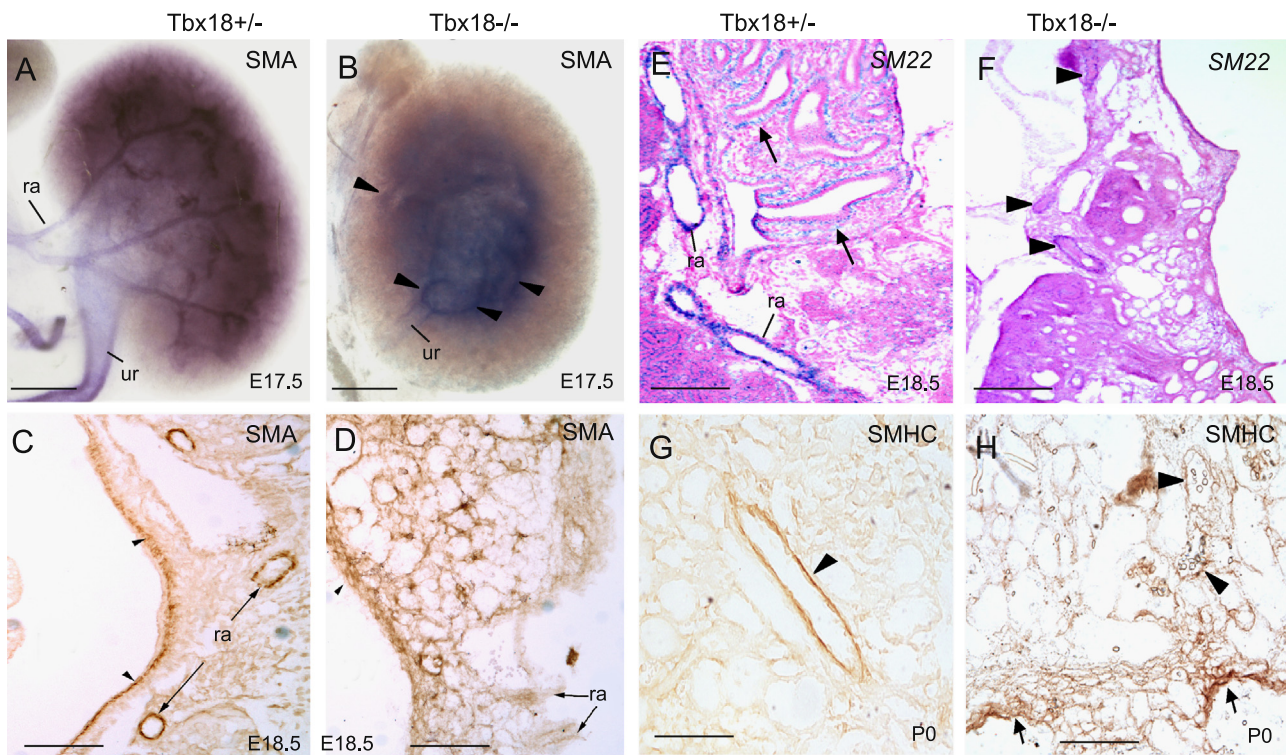 Tbx18+/- Tbx18-/- Tbx18+/- Tbx18-/-
A SMA ra ur E17.5
B SMA ur E17.5
E SM22 ra ra E18.5
F SM22 E18.5
C SMA ra E18.5
D SMA ra E18.5
G SMHC P0
H SMHC P0